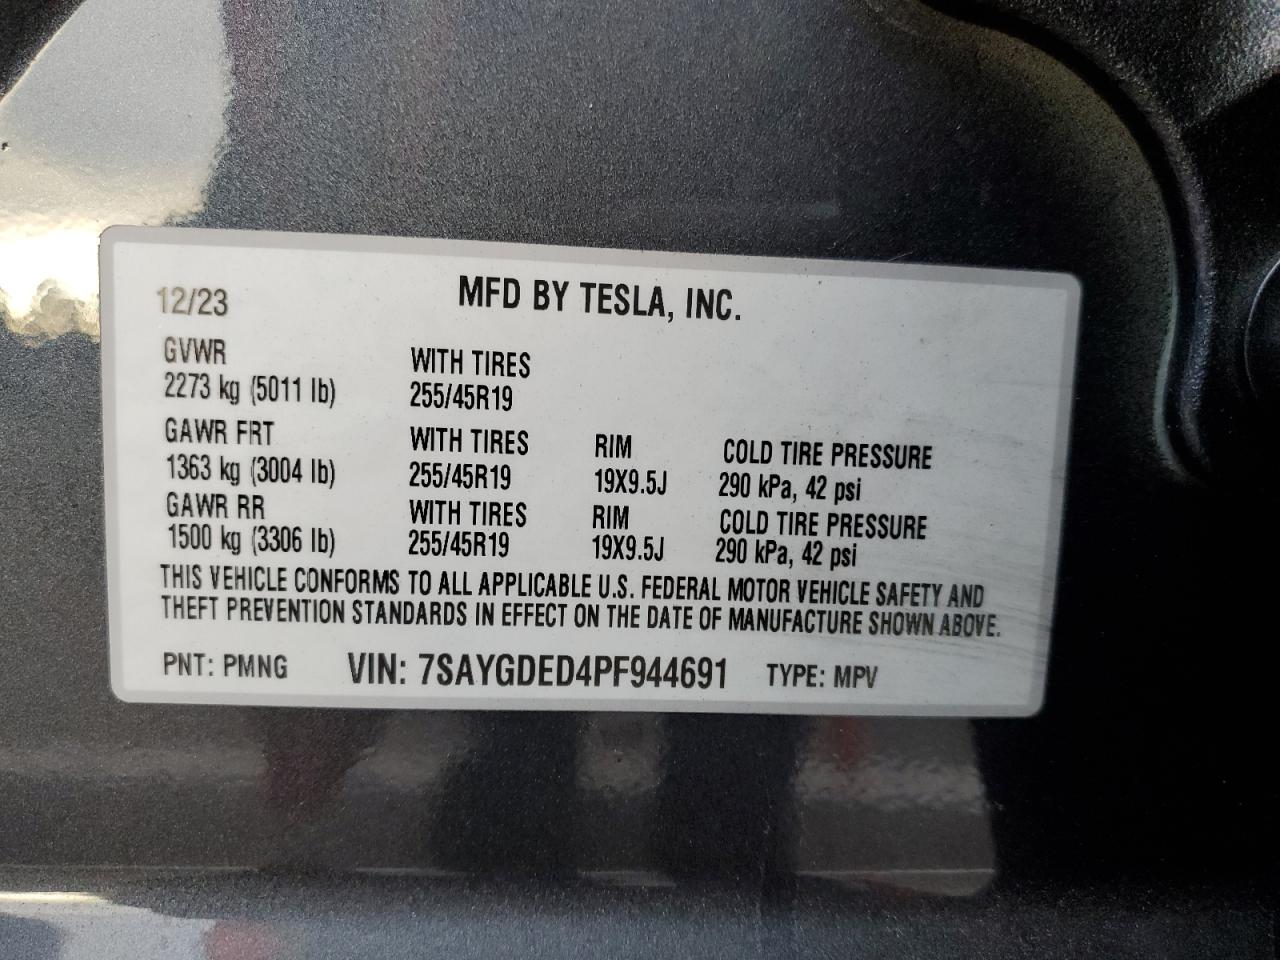 12/23 MFD BY TESLA, INC.
GVWR WITH TIRES
2273 kg (5011 lb) 255/45R19
GAWR FRT WITH TIRES RIM COLD TIRE PRESSURE
1363 kg (3004 lb) 255/45R19 19X9.5J 290 kPa, 42 psi
GAWR RR WITH TIRES RIM COLD TIRE PRESSURE
1500 kg (3306 lb) 255/45R19 19X9.5J 290 kPa, 42 psi
THIS VEHICLE CONFORMS TO ALL APPLICABLE U.S. FEDERAL MOTOR VEHICLE SAFETY AND
THEFT PREVENTION STANDARDS IN EFFECT ON THE DATE OF MANUFACTURE SHOWN ABOVE.
PNT: PMNG VIN: 7SAYGDED4PF944691 TYPE: MPV